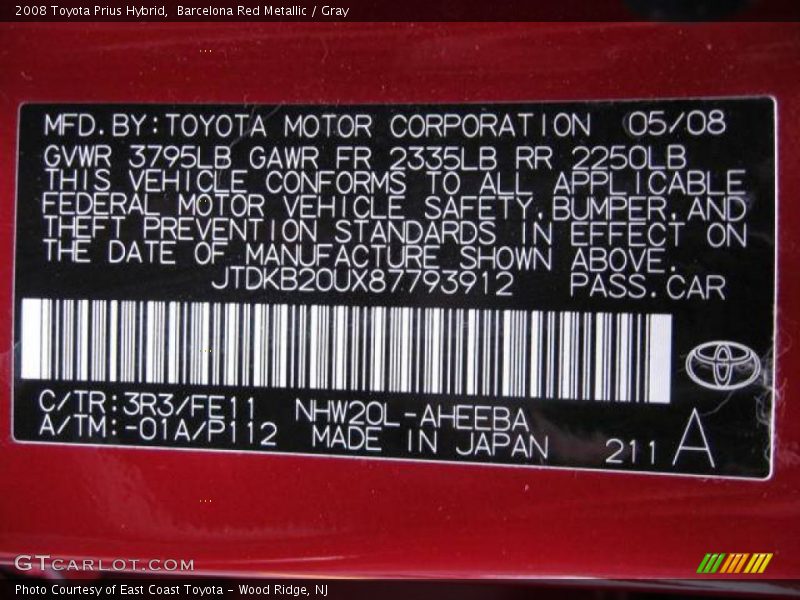 2008 Toyota Prius Hybrid,  Barcelona Red Metallic / Gray
MFD.BY:TOYOTA MOTOR CORPORATION 05/08
GVWR 3795LB GAWR FR 2335LB RR 2250LB
THIS VEHICLE CONFORMS TO ALL APPLICABLE
FEDERAL MOTOR VEHICLE SAFETY,BUMPER,AND
THEFT PREVENTION STANDARDS IN EFFECT ON
THE DATE OF MANUFACTURE SHOWN ABOVE.
JTDKB20UX87793912 PASS.CAR
C/TR:3R3/FE11 NHW20L-AHEEBA
A/TM:-01A/P112 MADE IN JAPAN 211 A
GTCARLOT.COM
Photo Courtesy of East Coast Toyota - Wood Ridge, NJ